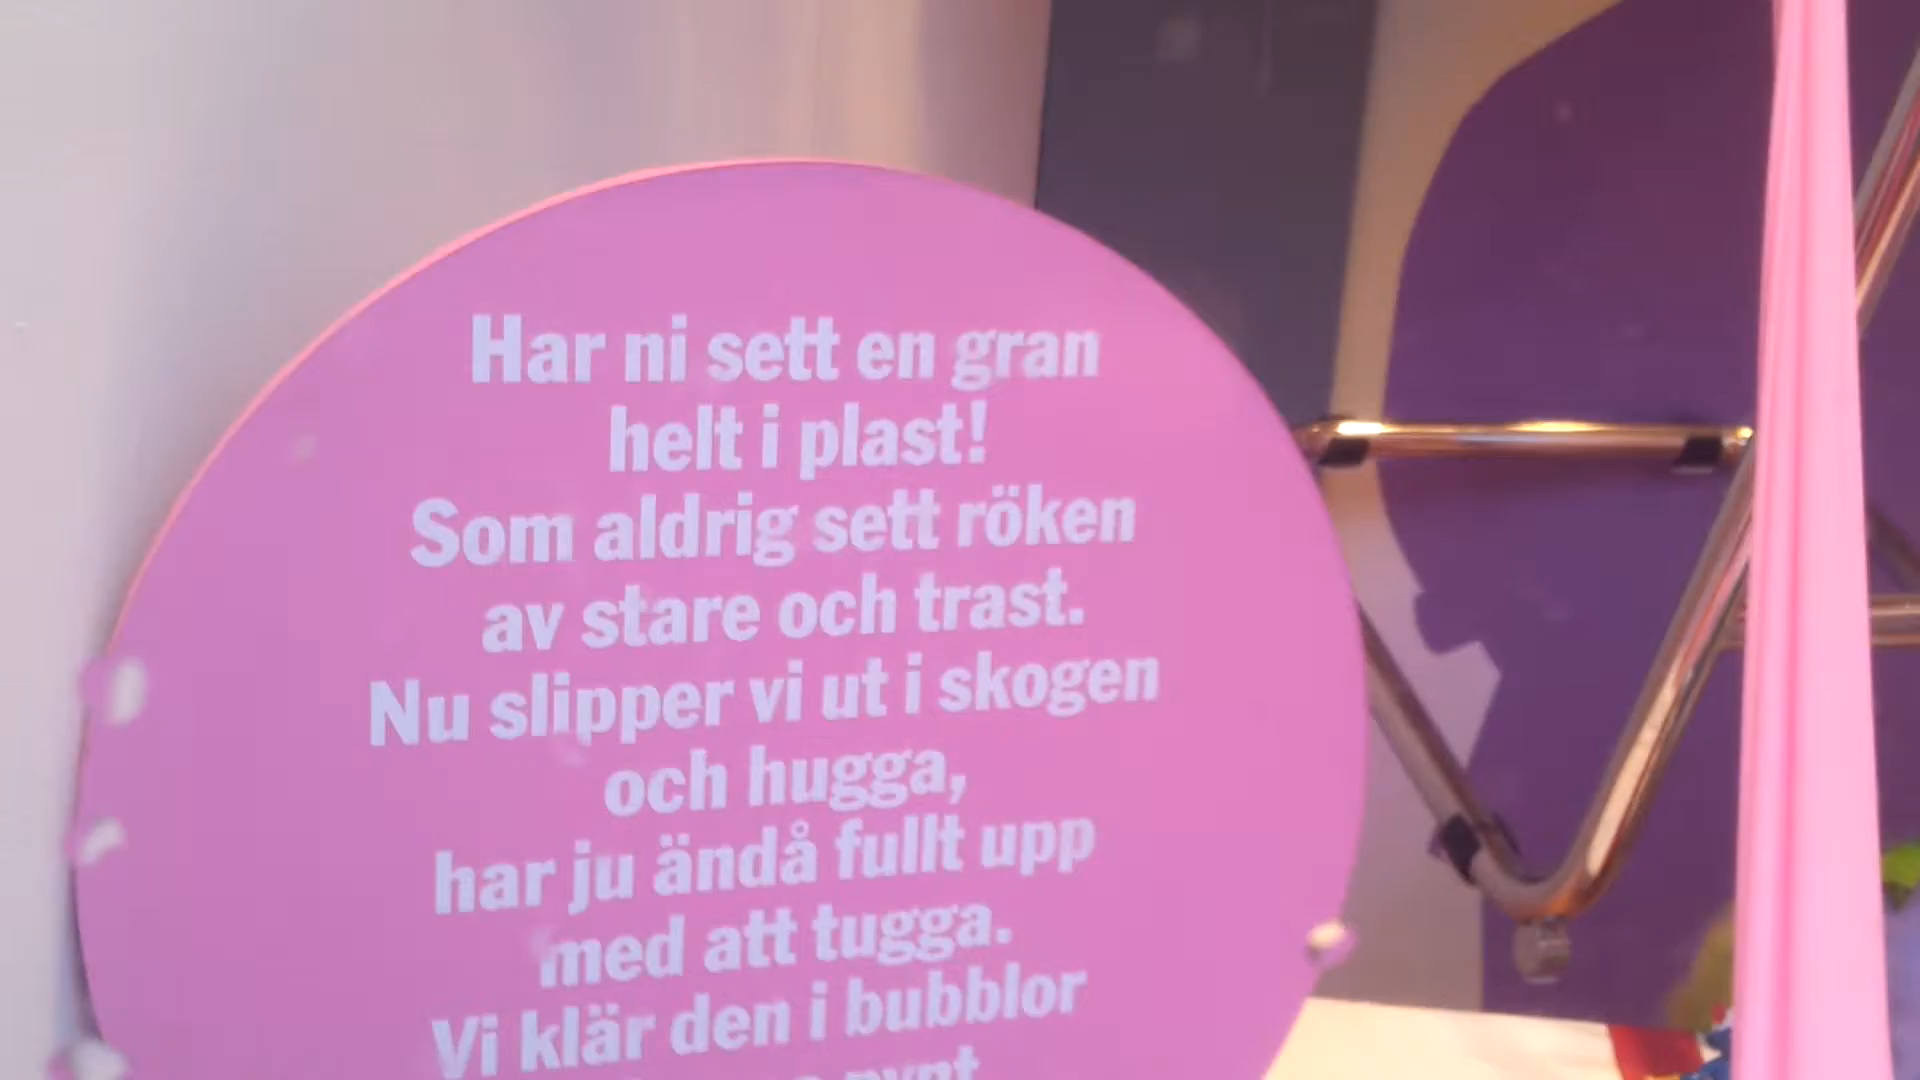 Har ni sett en gran
helt i plast!
Som aldrig sett röken
av stare och trast.
Nu slipper vi ut i skogen
och hugga,
har ju ändå fullt upp
med att tugga.
Vi klär den i bubblor
pynt